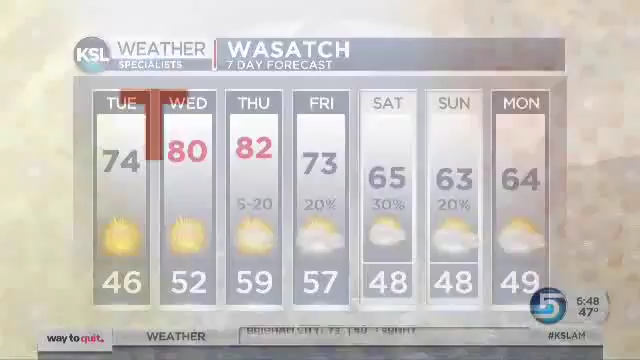 KSL WEATHER SPECIALISTS
WASATCH
7 DAY FORECAST
TUE WED THU FRI SAT SUN MON
74 80 82 73 65 63 64
5-20 20% 30% 20%
46 52 59 57 48 48 49
5 5:48
47°
way to quit. WEATHER #KSLAM